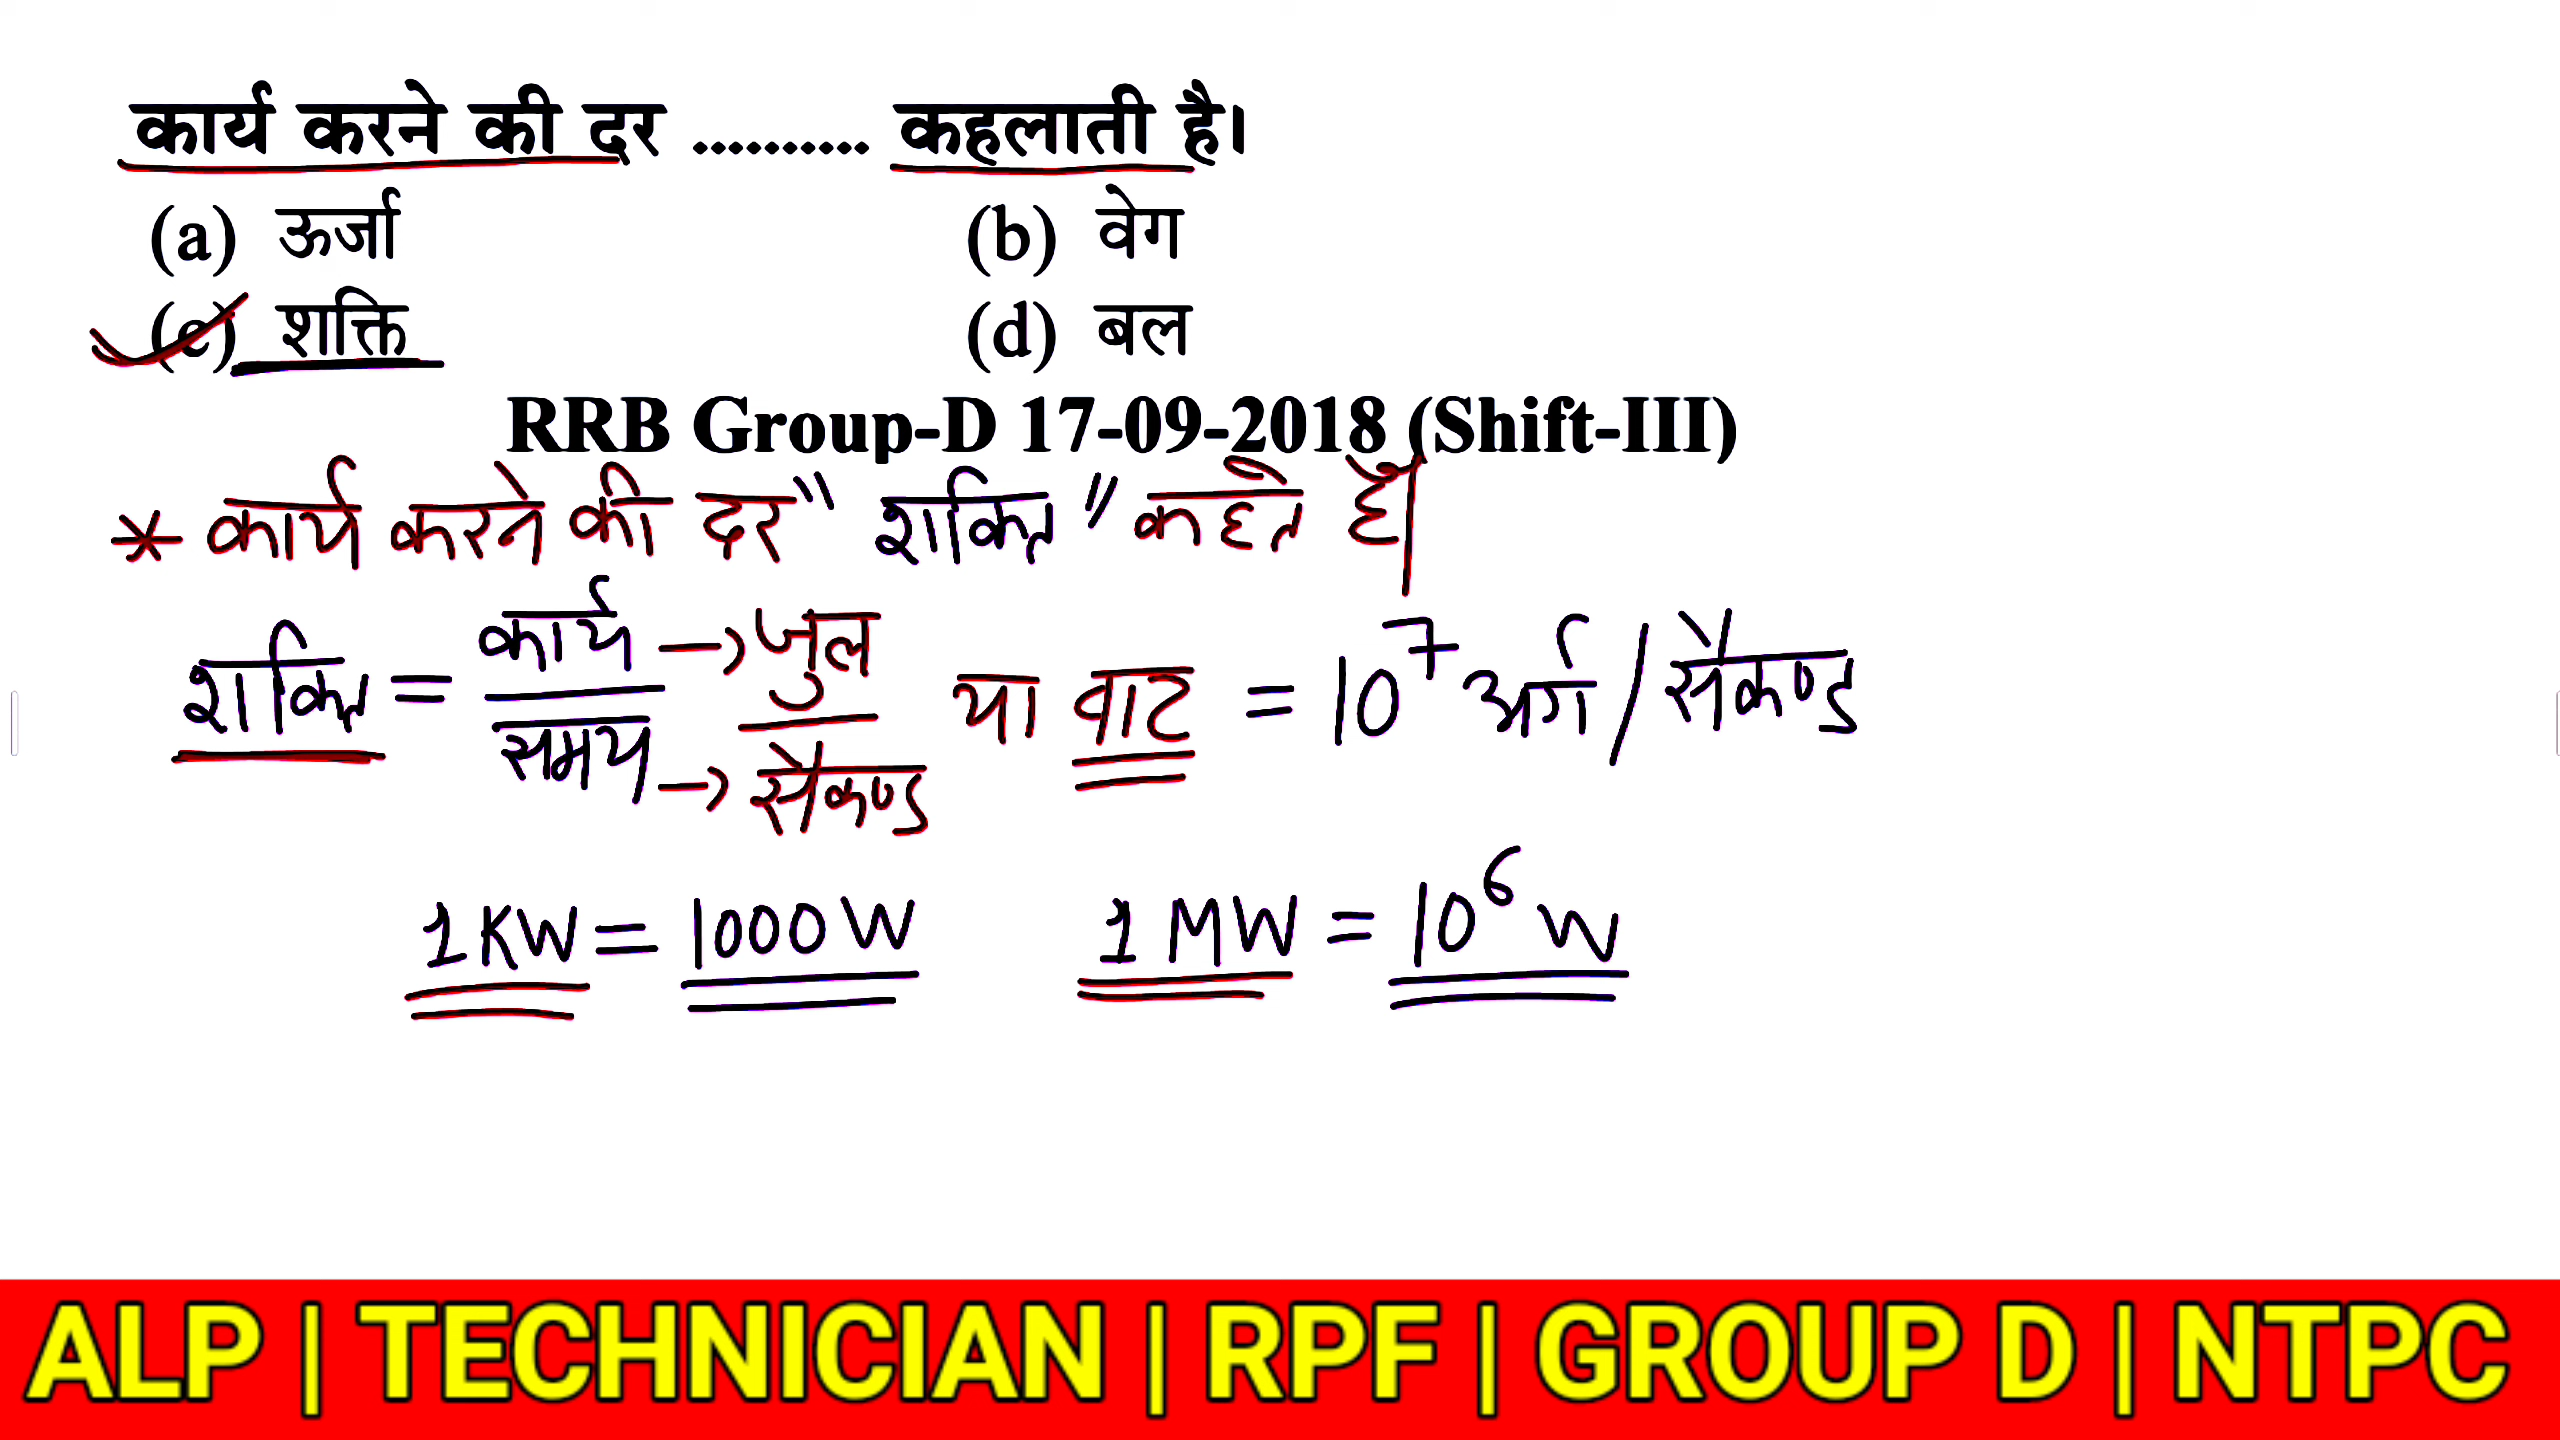 कार्य करने की दर .......... कहलाती है।
(a) ऊर्जा (b) वेग
(c) शक्ति (d) बल
RRB Group-D 17-09-2018 (Shift-III)
* कार्य करने की दर "शक्ति" कहते है।
शक्ति = कार्य / समय → जुल / → सैकण्ड या वाट = 10⁷ अर्ग / सैकण्ड
1 KW = 1000 W 1 MW = 10⁶ W
ALP | TECHNICIAN | RPF | GROUP D | NTPC